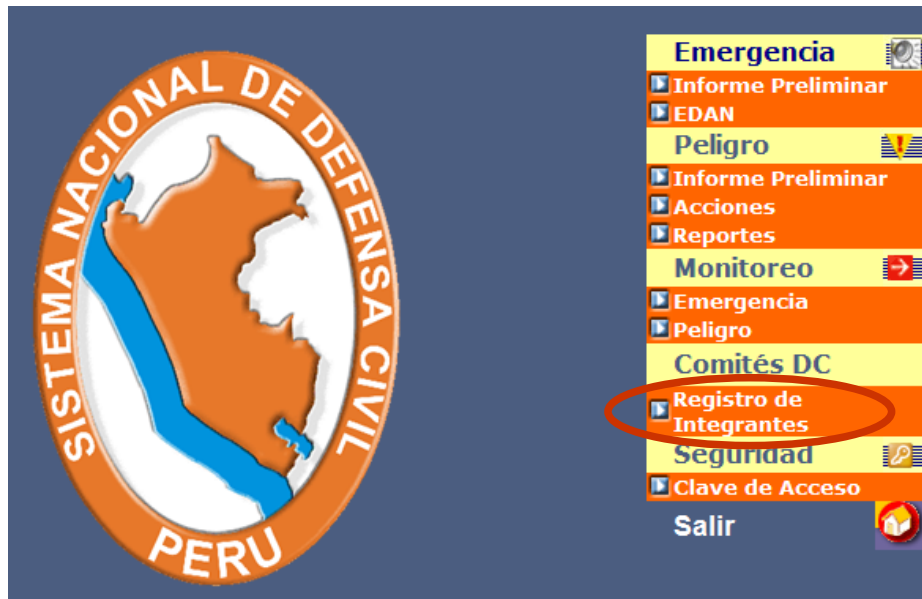 SISTEMA NACIONAL DE DEFENSA CIVIL
PERU
Emergencia
Informe Preliminar
EDAN
Peligro
Informe Preliminar
Acciones
Reportes
Monitoreo
Emergencia
Peligro
Comités DC
Registro de
Integrantes
Seguridad
Clave de Acceso
Salir